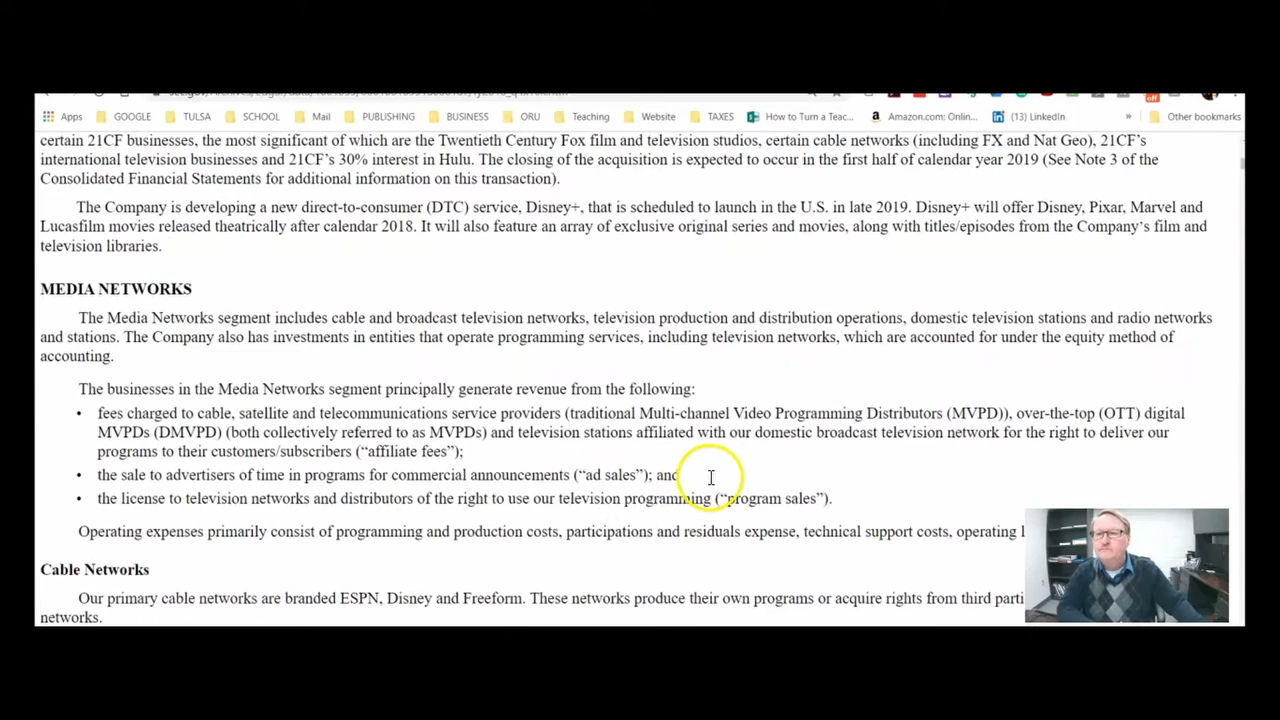 off
Apps GOOGLE TULSA SCHOOL Mail PUBLISHING BUSINESS ORU Teaching Website TAXES How to Turn a Teac... Amazon.com: Onlin... (13) LinkedIn » Other bookmarks
certain 21CF businesses, the most significant of which are the Twentieth Century Fox film and television studios, certain cable networks (including FX and Nat Geo), 21CF's
international television businesses and 21CF's 30% interest in Hulu. The closing of the acquisition is expected to occur in the first half of calendar year 2019 (See Note 3 of the
Consolidated Financial Statements for additional information on this transaction).
The Company is developing a new direct-to-consumer (DTC) service, Disney+, that is scheduled to launch in the U.S. in late 2019. Disney+ will offer Disney, Pixar, Marvel and
Lucasfilm movies released theatrically after calendar 2018. It will also feature an array of exclusive original series and movies, along with titles/episodes from the Company's film and
television libraries.
MEDIA NETWORKS
The Media Networks segment includes cable and broadcast television networks, television production and distribution operations, domestic television stations and radio networks
and stations. The Company also has investments in entities that operate programming services, including television networks, which are accounted for under the equity method of
accounting.
The businesses in the Media Networks segment principally generate revenue from the following:
• fees charged to cable, satellite and telecommunications service providers (traditional Multi-channel Video Programming Distributors (MVPD)), over-the-top (OTT) digital
MVPDs (DMVPD) (both collectively referred to as MVPDs) and television stations affiliated with our domestic broadcast television network for the right to deliver our
programs to their customers/subscribers ("affiliate fees");
• the sale to advertisers of time in programs for commercial announcements ("ad sales"); and
• the license to television networks and distributors of the right to use our television programming ("program sales").
Operating expenses primarily consist of programming and production costs, participations and residuals expense, technical support costs, operating
Cable Networks
Our primary cable networks are branded ESPN, Disney and Freeform. These networks produce their own programs or acquire rights from third
networks.